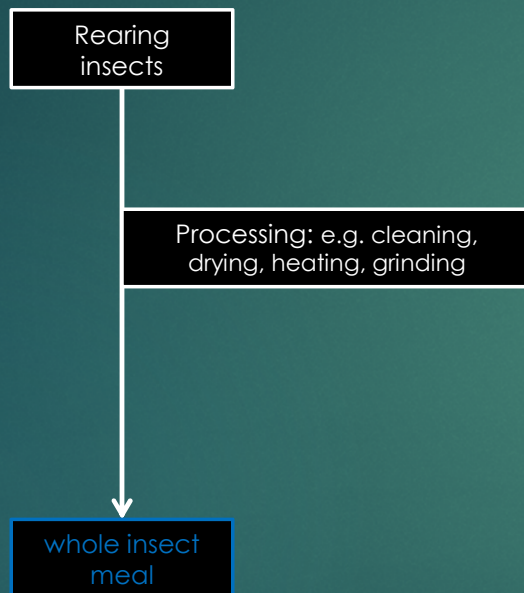 Rearing
insects
Processing: e.g. cleaning,
drying, heating, grinding
whole insect
meal